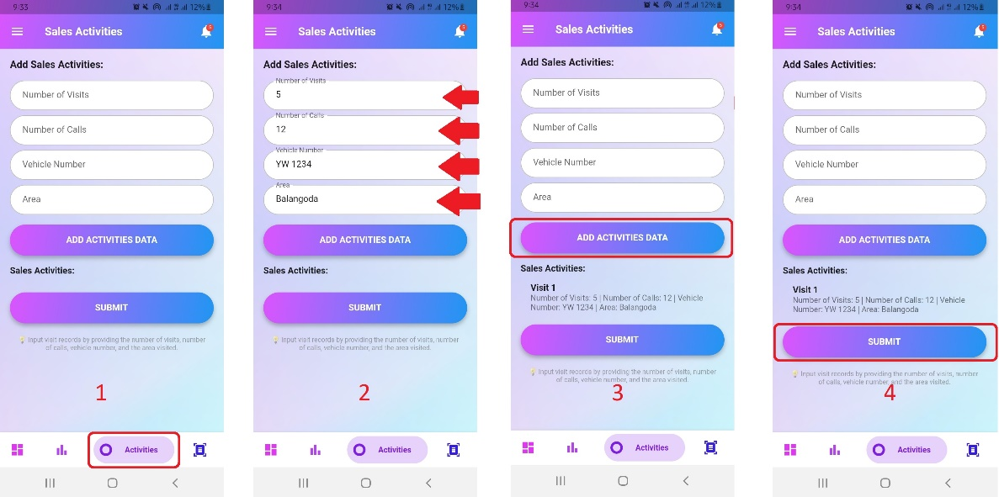 9:33
12%
Sales Activities
Add Sales Activities:
Number of Visits
Number of Calls
Vehicle Number
Area
ADD ACTIVITIES DATA
Sales Activities:
SUBMIT
Input visit records by providing the number of visits, number
of calls, vehicle number, and the area visited.
1
Activities
9:34
12%
Sales Activities
Add Sales Activities:
Number of Visits
5
Number of Calls
12
Vehicle Number
YW 1234
Area
Balangoda
ADD ACTIVITIES DATA
Sales Activities:
SUBMIT
Input visit records by providing the number of visits, number
of calls, vehicle number, and the area visited.
2
Activities
9:34
12%
Sales Activities
Add Sales Activities:
Number of Visits
Number of Calls
Vehicle Number
Area
ADD ACTIVITIES DATA
Sales Activities:
Visit 1
Number of Visits: 5 | Number of Calls: 12 | Vehicle
Number: YW 1234 | Area: Balangoda
SUBMIT
Input visit records by providing the number of visits, number
of calls, vehicle number, and the area visited.
3
Activities
9:34
12%
Sales Activities
Add Sales Activities:
Number of Visits
Number of Calls
Vehicle Number
Area
ADD ACTIVITIES DATA
Sales Activities:
Visit 1
Number of Visits: 5 | Number of Calls: 12 | Vehicle
Number: YW 1234 | Area: Balangoda
SUBMIT
Input visit records by providing the number of visits, number
of calls, vehicle number, and the area visited.
4
Activities